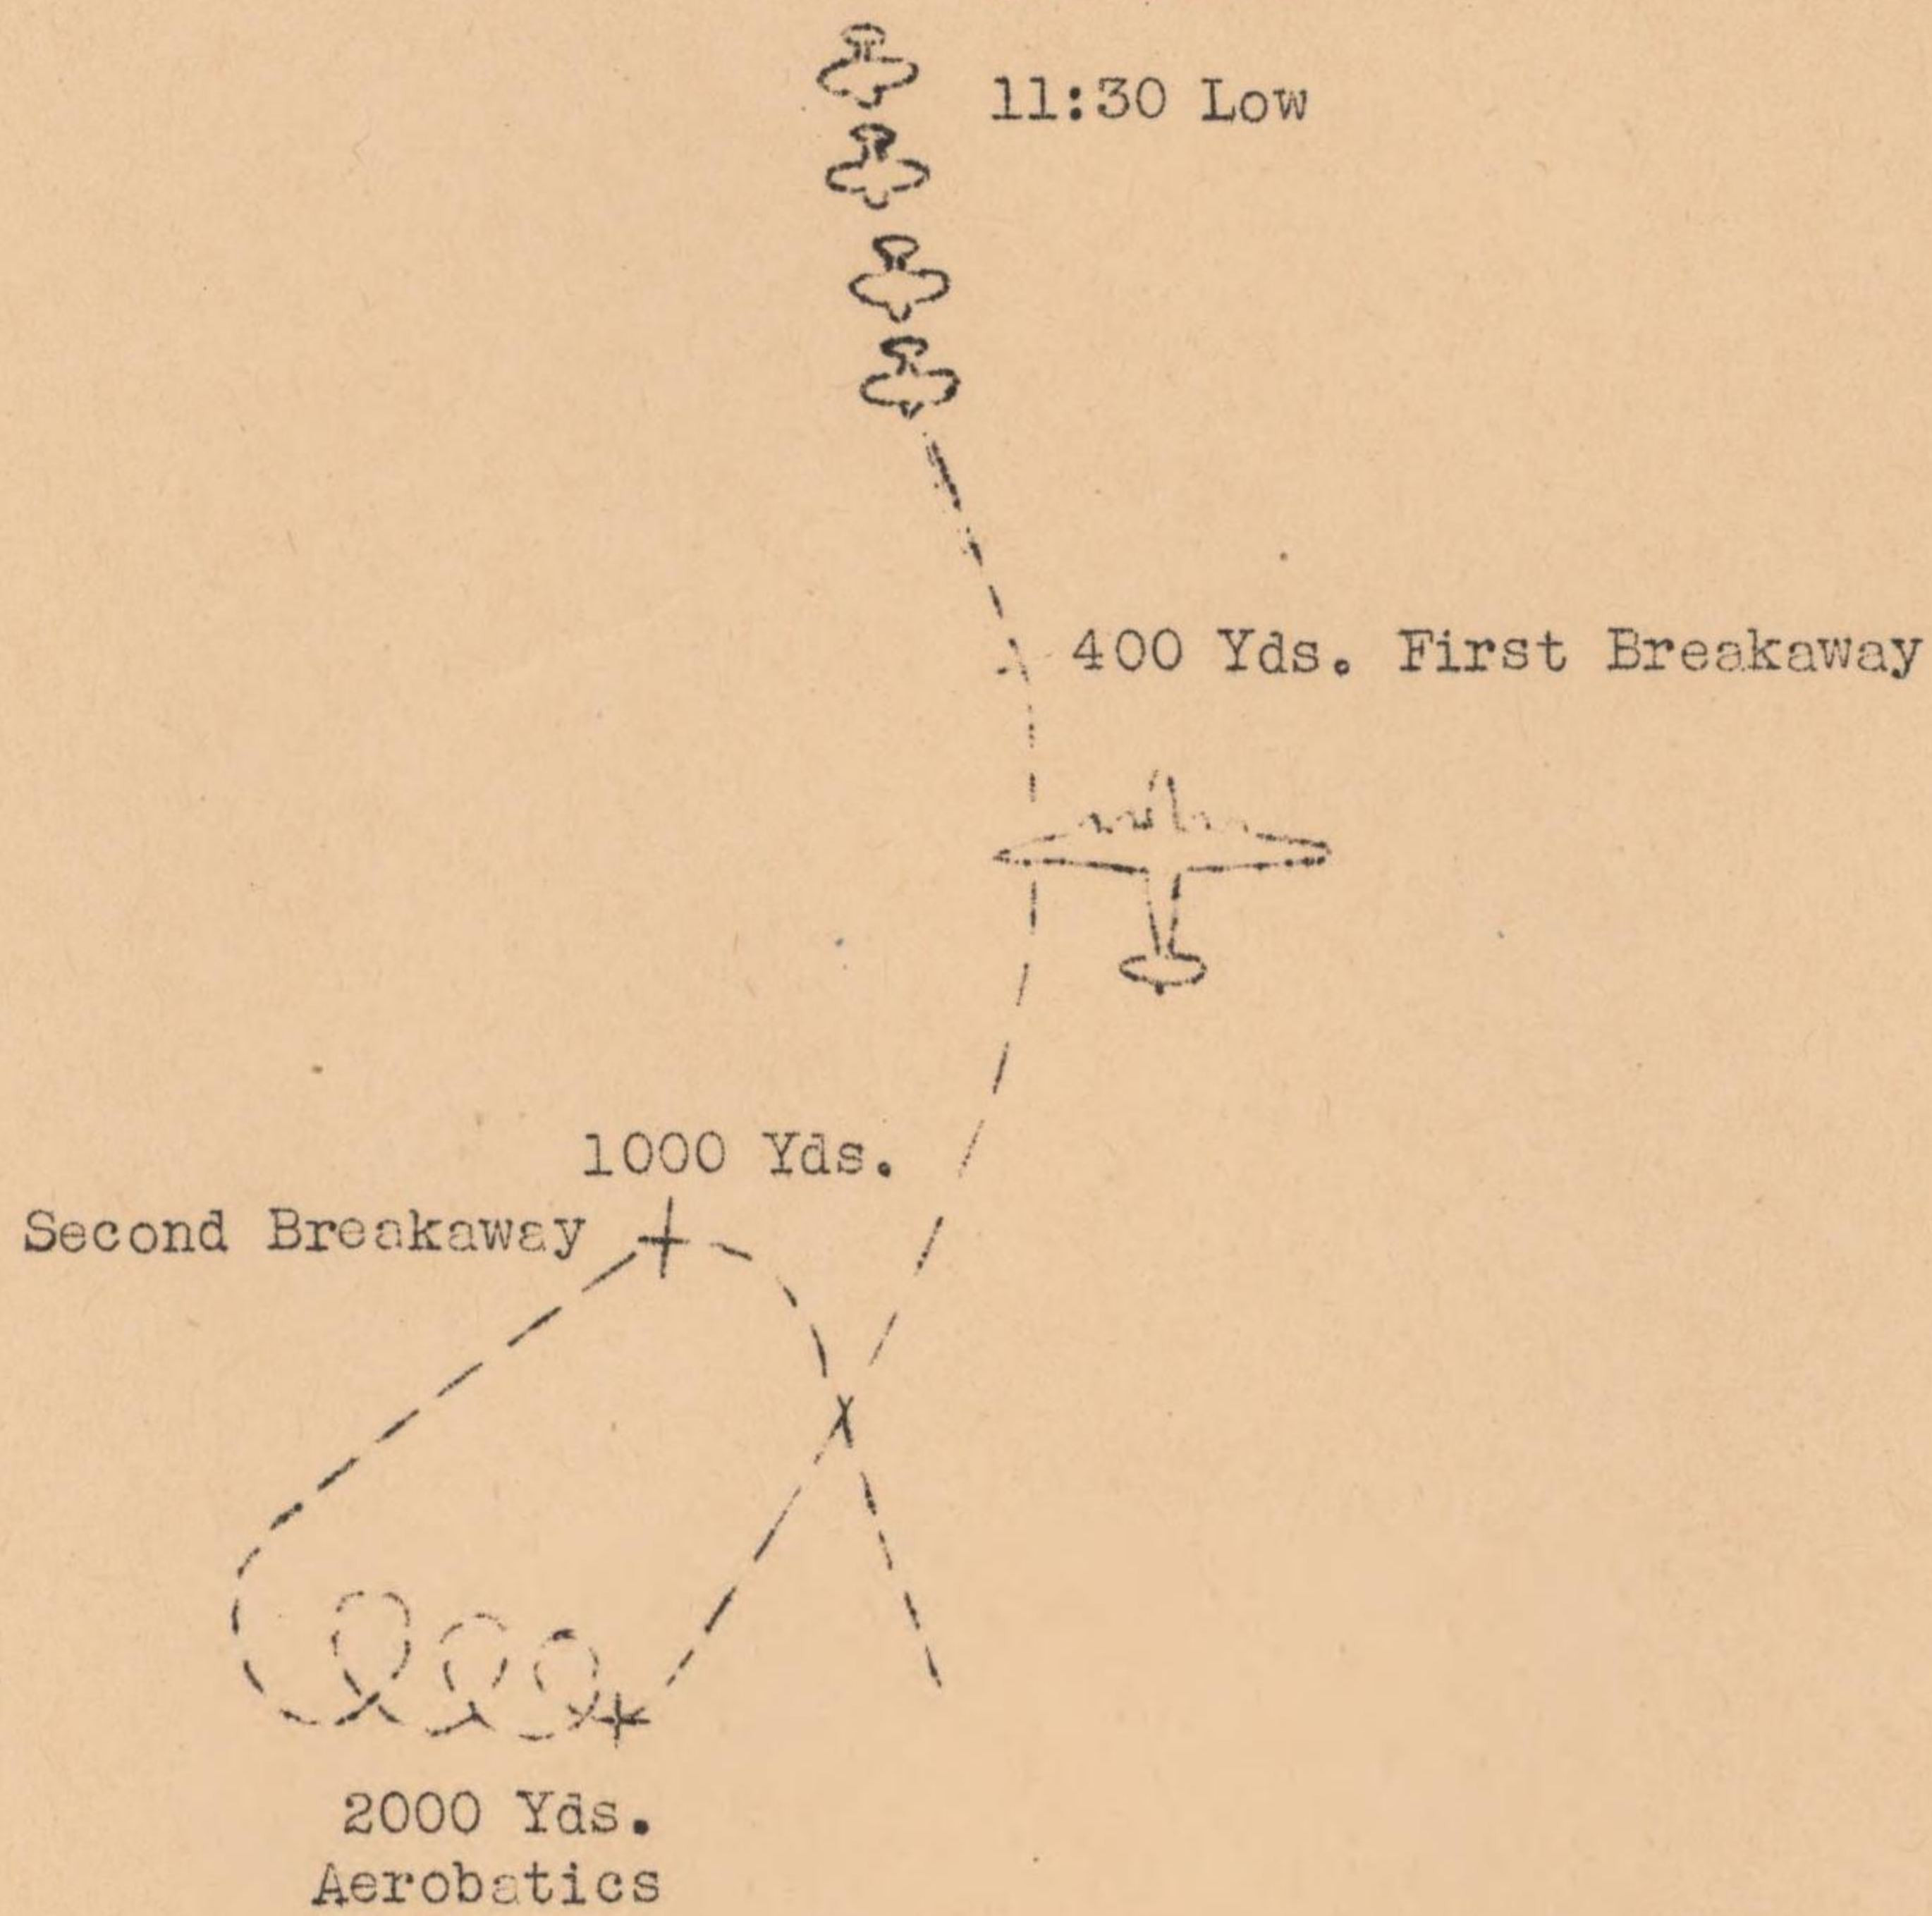 11:30 Low
400 Yds. First Breakaway
1000 Yds.
Second Breakaway
2000 Yds.
Aerobatics